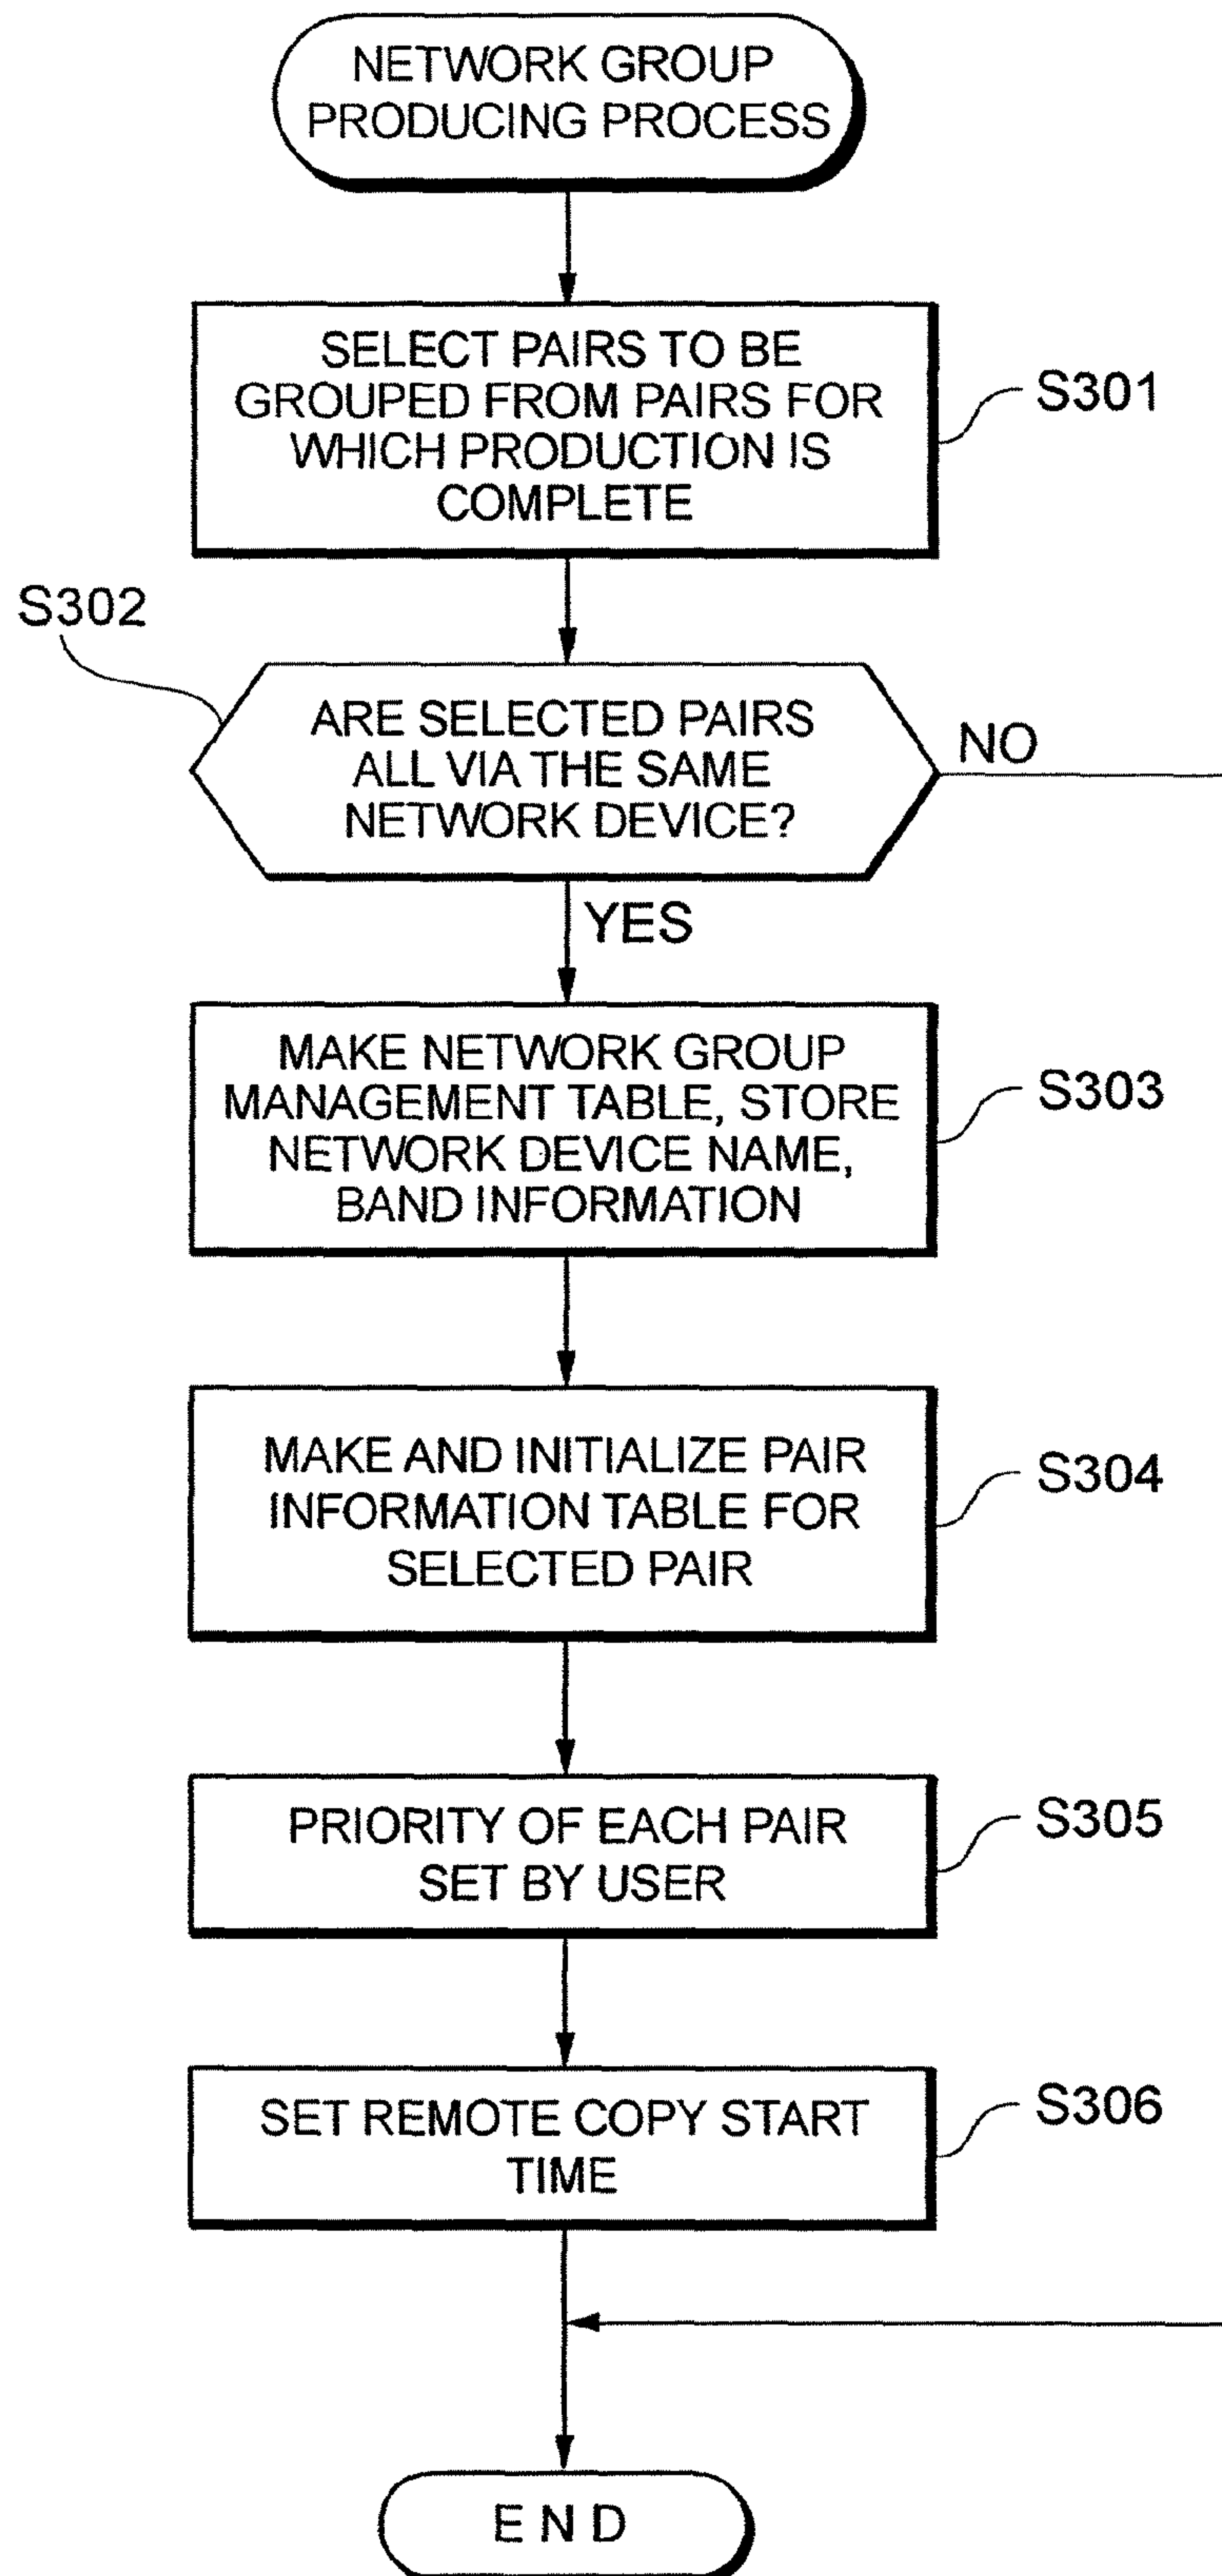 NETWORK GROUP
PRODUCING PROCESS
SELECT PAIRS TO BE
GROUPED FROM PAIRS FOR
WHICH PRODUCTION IS
COMPLETE
S301
S302
ARE SELECTED PAIRS
ALL VIA THE SAME
NETWORK DEVICE?
NO
YES
MAKE NETWORK GROUP
MANAGEMENT TABLE, STORE
NETWORK DEVICE NAME,
BAND INFORMATION
S303
MAKE AND INITIALIZE PAIR
INFORMATION TABLE FOR
SELECTED PAIR
S304
PRIORITY OF EACH PAIR
SET BY USER
S305
SET REMOTE COPY START
TIME
S306
END